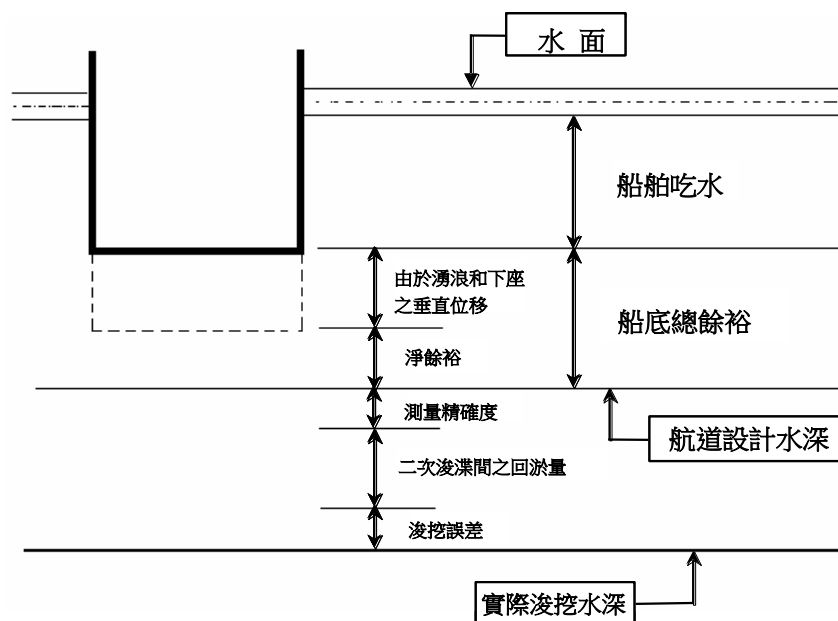 水 面
船舶吃水
由於湧浪和下座
之垂直位移
船底總餘裕
淨餘裕
測量精確度
航道設計水深
二次浚渫間之回淤量
浚挖誤差
實際浚挖水深